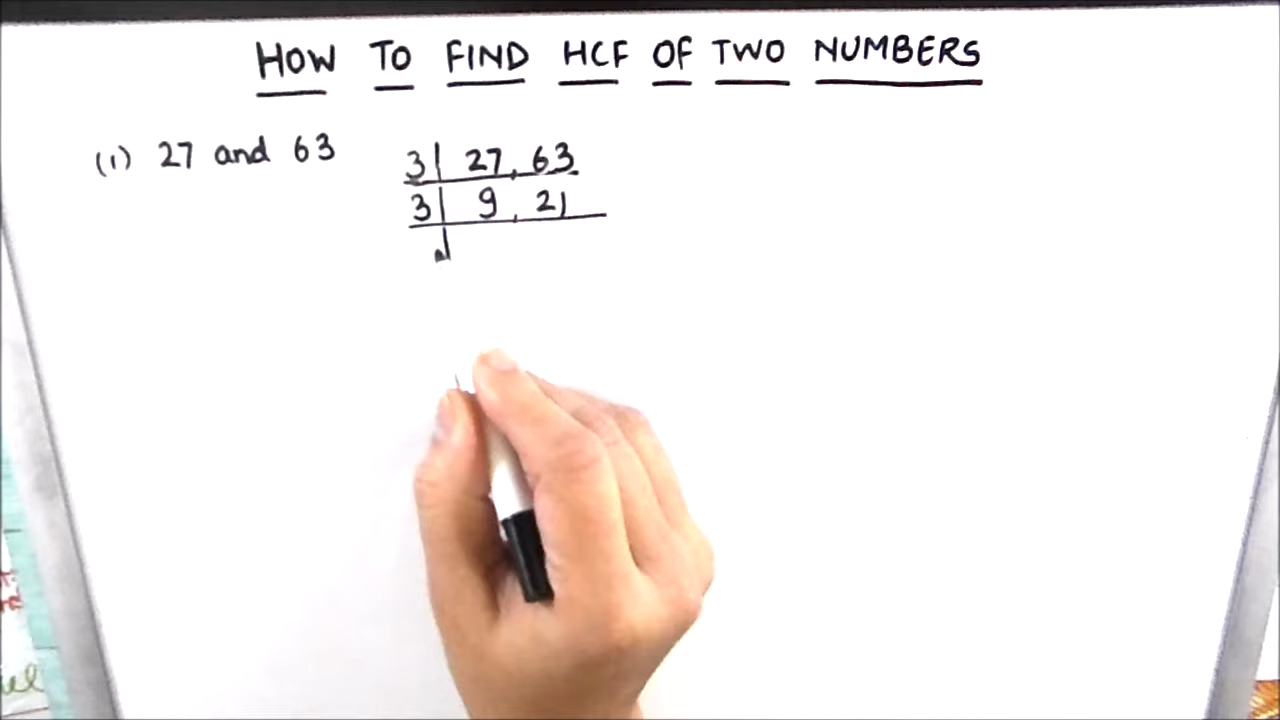 HOW TO FIND HCF OF TWO NUMBERS
(1) 27 and 63
3 | 27, 63
3 | 9, 21